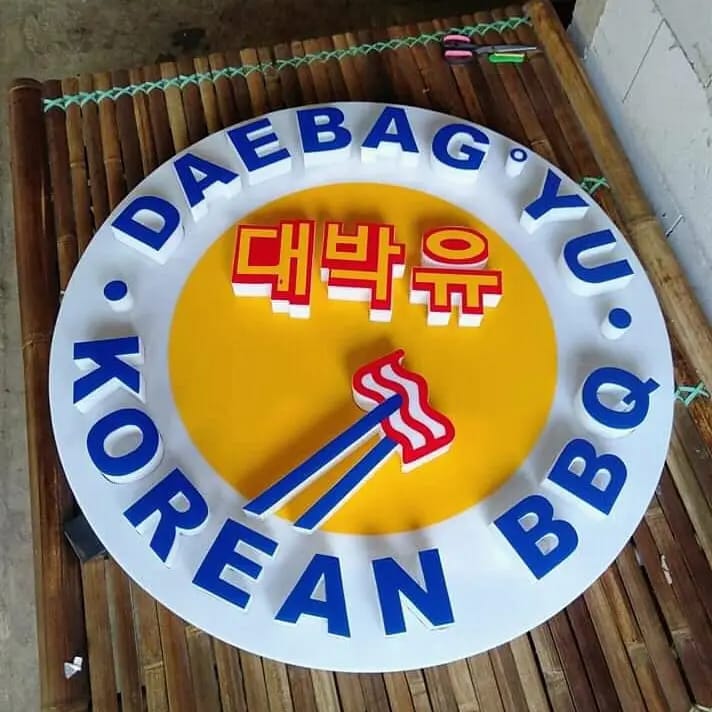 DAEBAG°YU
대박유
• KOREAN BBQ •